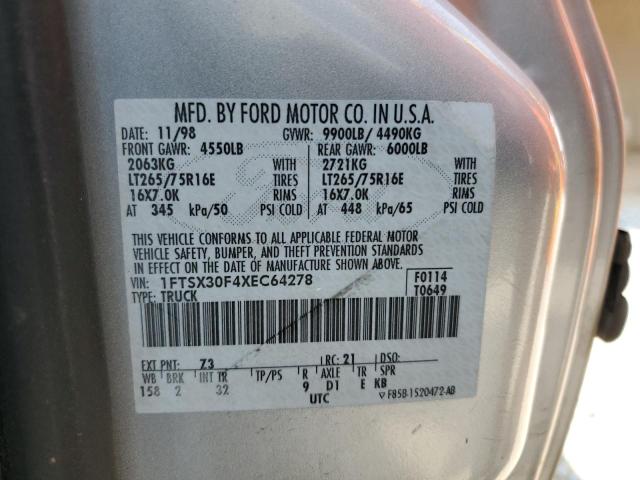 MFD. BY FORD MOTOR CO. IN U.S.A.
DATE: 11/98 GVWR: 9900LB/ 4490KG
FRONT GAWR: 4550LB REAR GAWR: 6000LB
2063KG WITH 2721KG WITH
LT265/75R16E TIRES LT265/75R16E TIRES
16X7.0K RIMS 16X7.0K RIMS
AT 345 kPa/50 PSI COLD AT 448 kPa/65 PSI COLD
THIS VEHICLE CONFORMS TO ALL APPLICABLE FEDERAL MOTOR
VEHICLE SAFETY, BUMPER, AND THEFT PREVENTION STANDARDS
IN EFFECT ON THE DATE OF MANUFACTURE SHOWN ABOVE.
VIN: 1FTSX30F4XEC64278 F0114
TYPE: TRUCK T0649
EXT PNT: Z3 RC: 21 DSO:
WB BRK INT TR TP/PS R AXLE TR SPR
158 2 32 9 D1 E KB
UTC F85B-1520472-AB